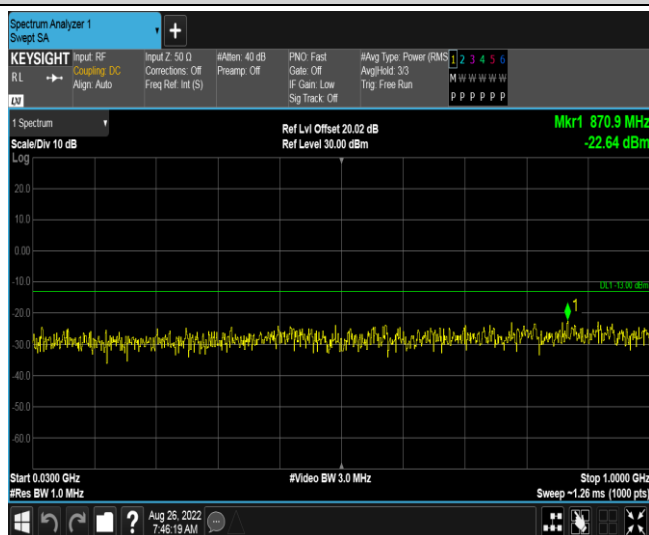 Spectrum Analyzer 1
Swept SA
+
KEYSIGHT
RL
LXI
Input: RF
Coupling: DC
Align: Auto
Input Z: 50 Ω
Corrections: Off
Freq Ref: Int (S)
#Atten: 40 dB
Preamp: Off
PNO: Fast
Gate: Off
IF Gain: Low
Sig Track: Off
#Avg Type: Power (RMS
Avg|Hold: 3/3
Trig: Free Run
1 2 3 4 5 6
M W W W W W
P P P P P P
1 Spectrum
Scale/Div 10 dB
Log
Ref Lvl Offset 20.02 dB
Ref Level 30.00 dBm
Mkr1 870.9 MHz
-22.64 dBm
20.0
10.0
0.00
-10.0
-20.0
-30.0
-40.0
-50.0
-60.0
DL1 -13.00 dBm
1
Start 0.0300 GHz
#Res BW 1.0 MHz
#Video BW 3.0 MHz
Stop 1.0000 GHz
Sweep ~1.26 ms (1000 pts)
?
Aug 26, 2022
7:46:19 AM